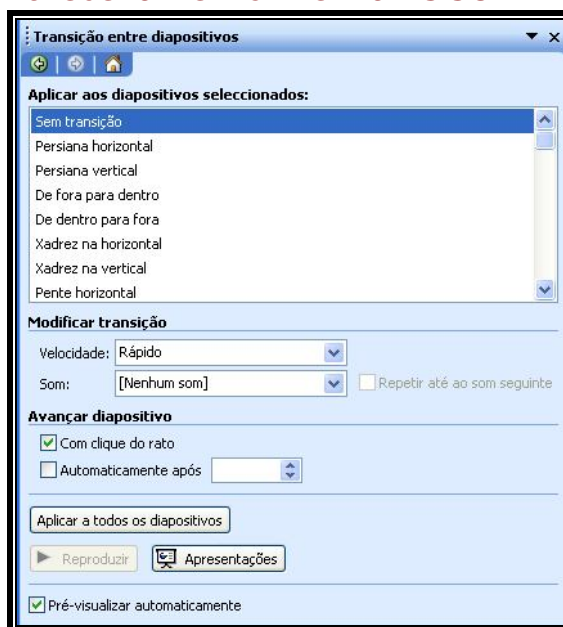 Transição entre diapositivos
Aplicar aos diapositivos seleccionados:
Sem transição
Persiana horizontal
Persiana vertical
De fora para dentro
De dentro para fora
Xadrez na horizontal
Xadrez na vertical
Pente horizontal
Modificar transição
Velocidade: Rápido
Som: [Nenhum som] Repetir até ao som seguinte
Avançar diapositivo
Com clique do rato
Automaticamente após
Aplicar a todos os diapositivos
Reproduzir Apresentações
Pré-visualizar automaticamente